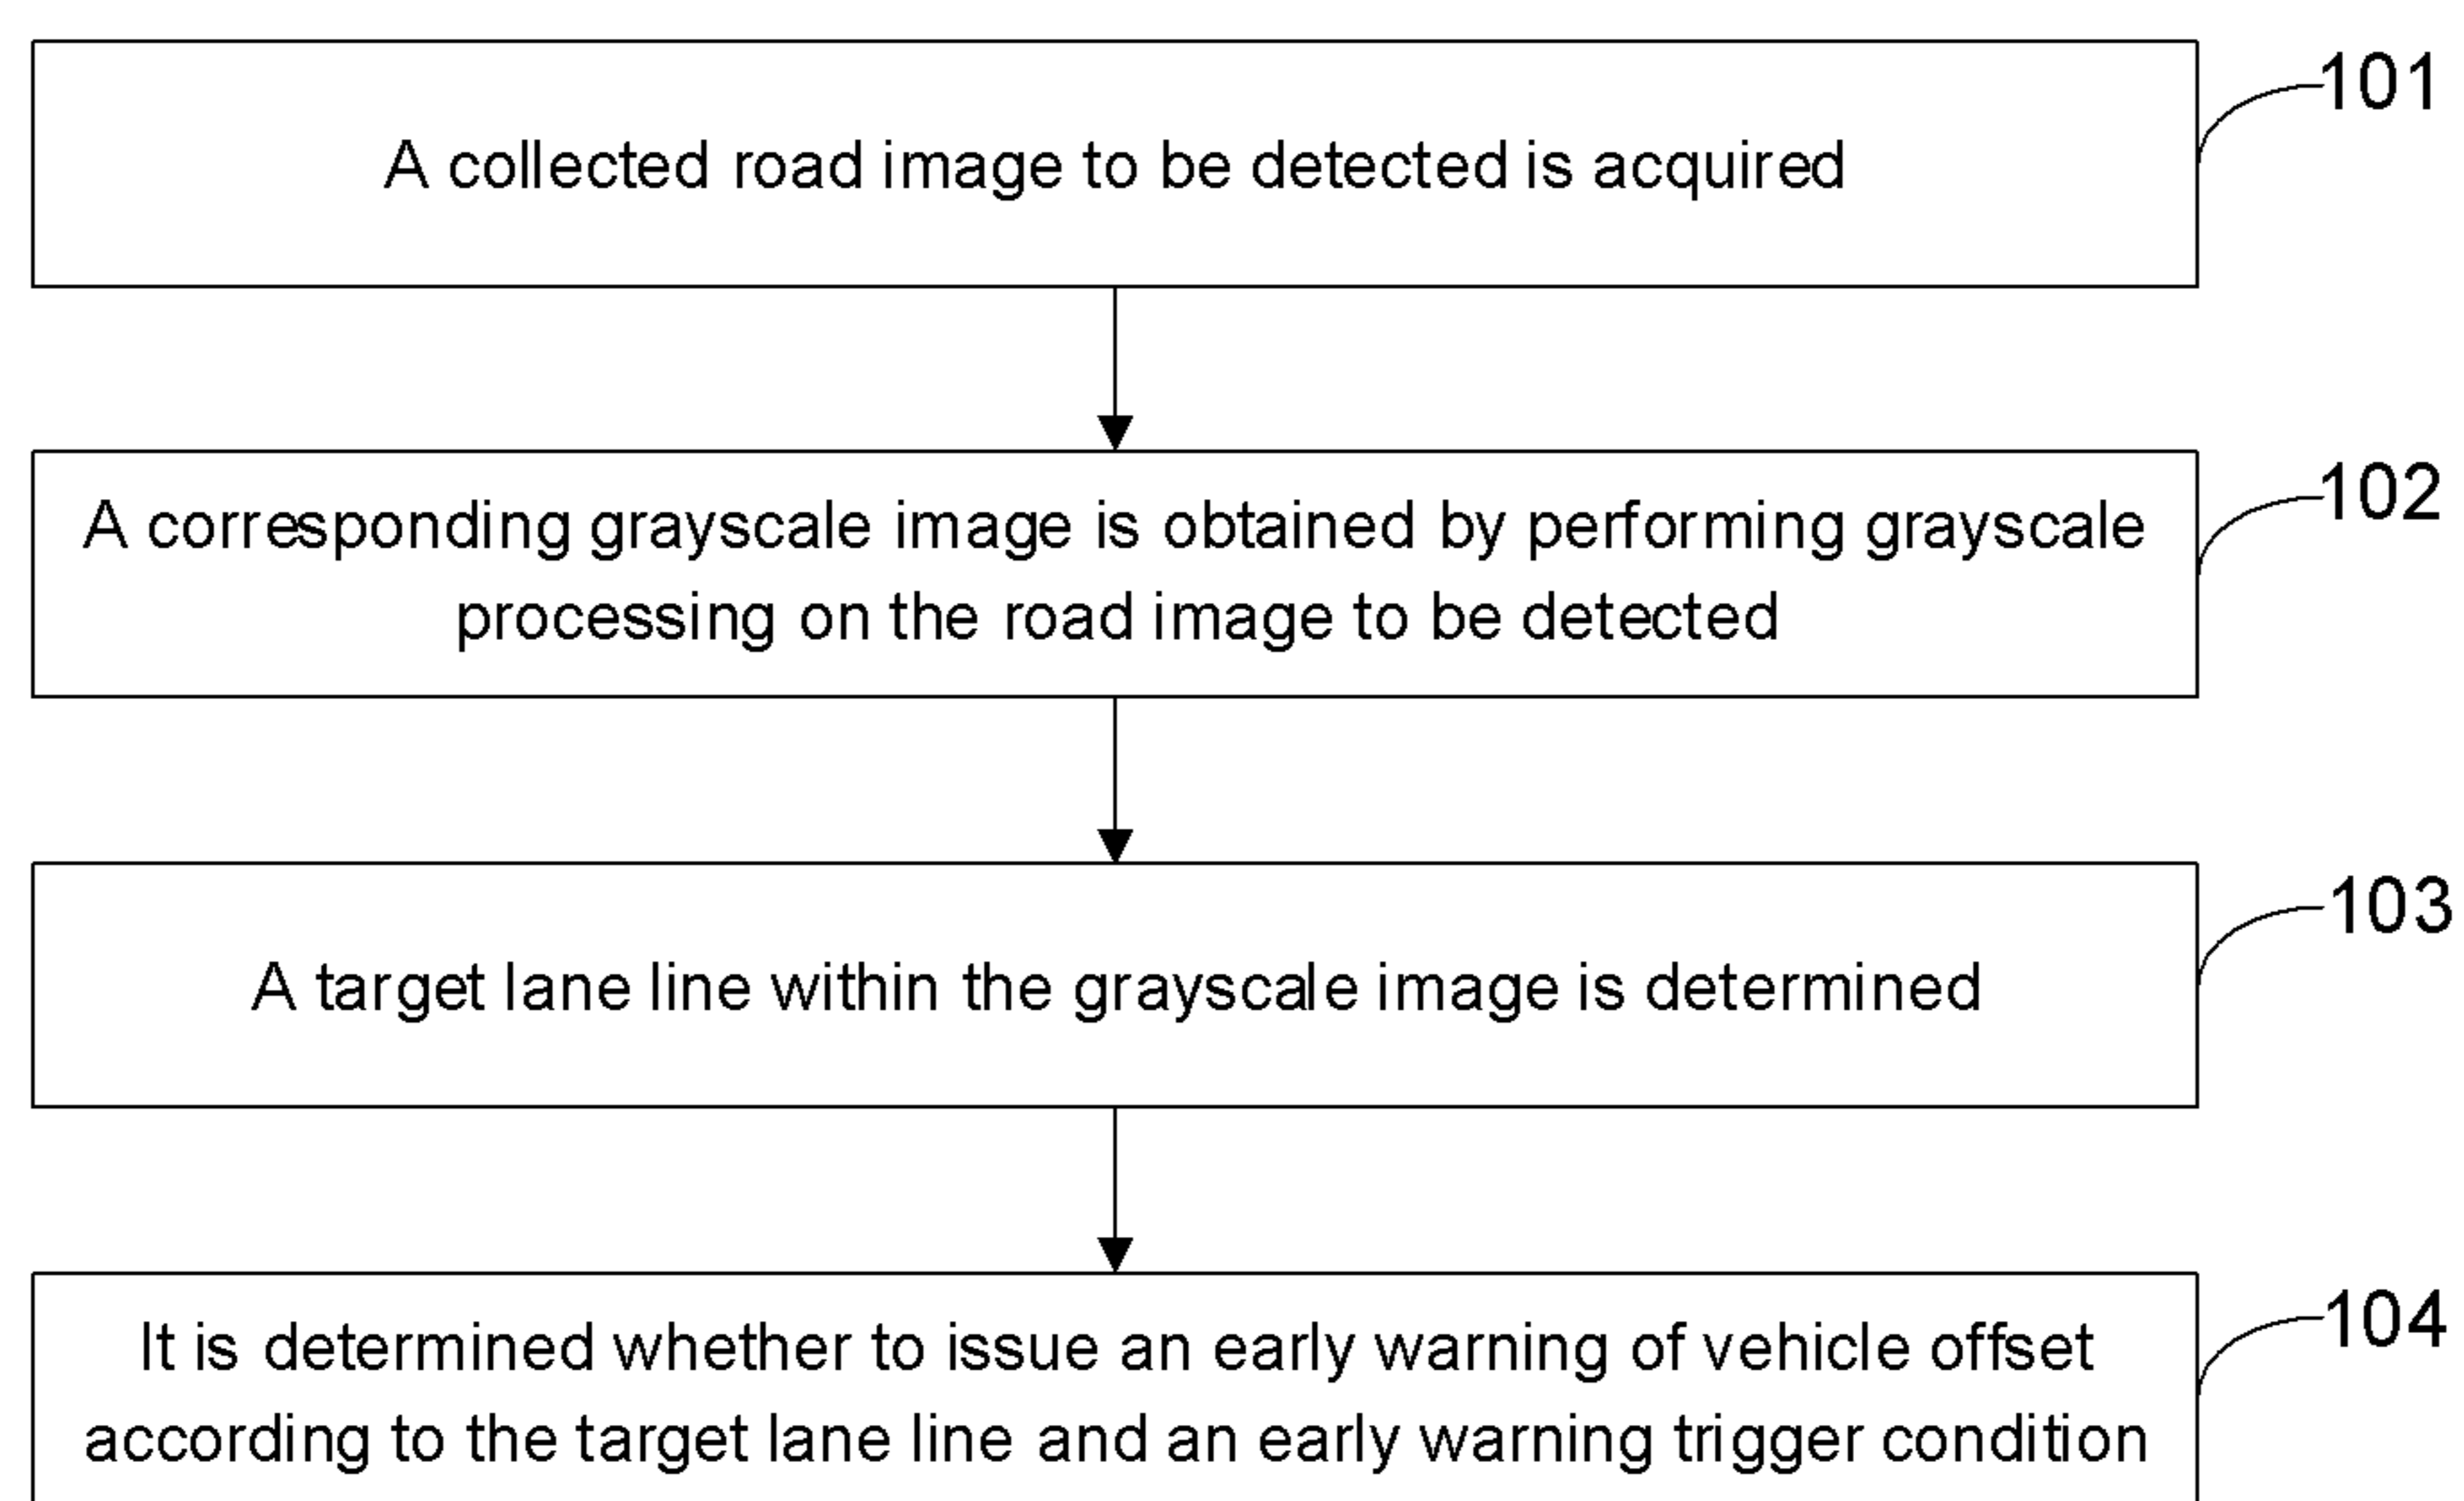 101
A collected road image to be detected is acquired
102
A corresponding grayscale image is obtained by performing grayscale
processing on the road image to be detected
103
A target lane line within the grayscale image is determined
104
It is determined whether to issue an early warning of vehicle offset
according to the target lane line and an early warning trigger condition